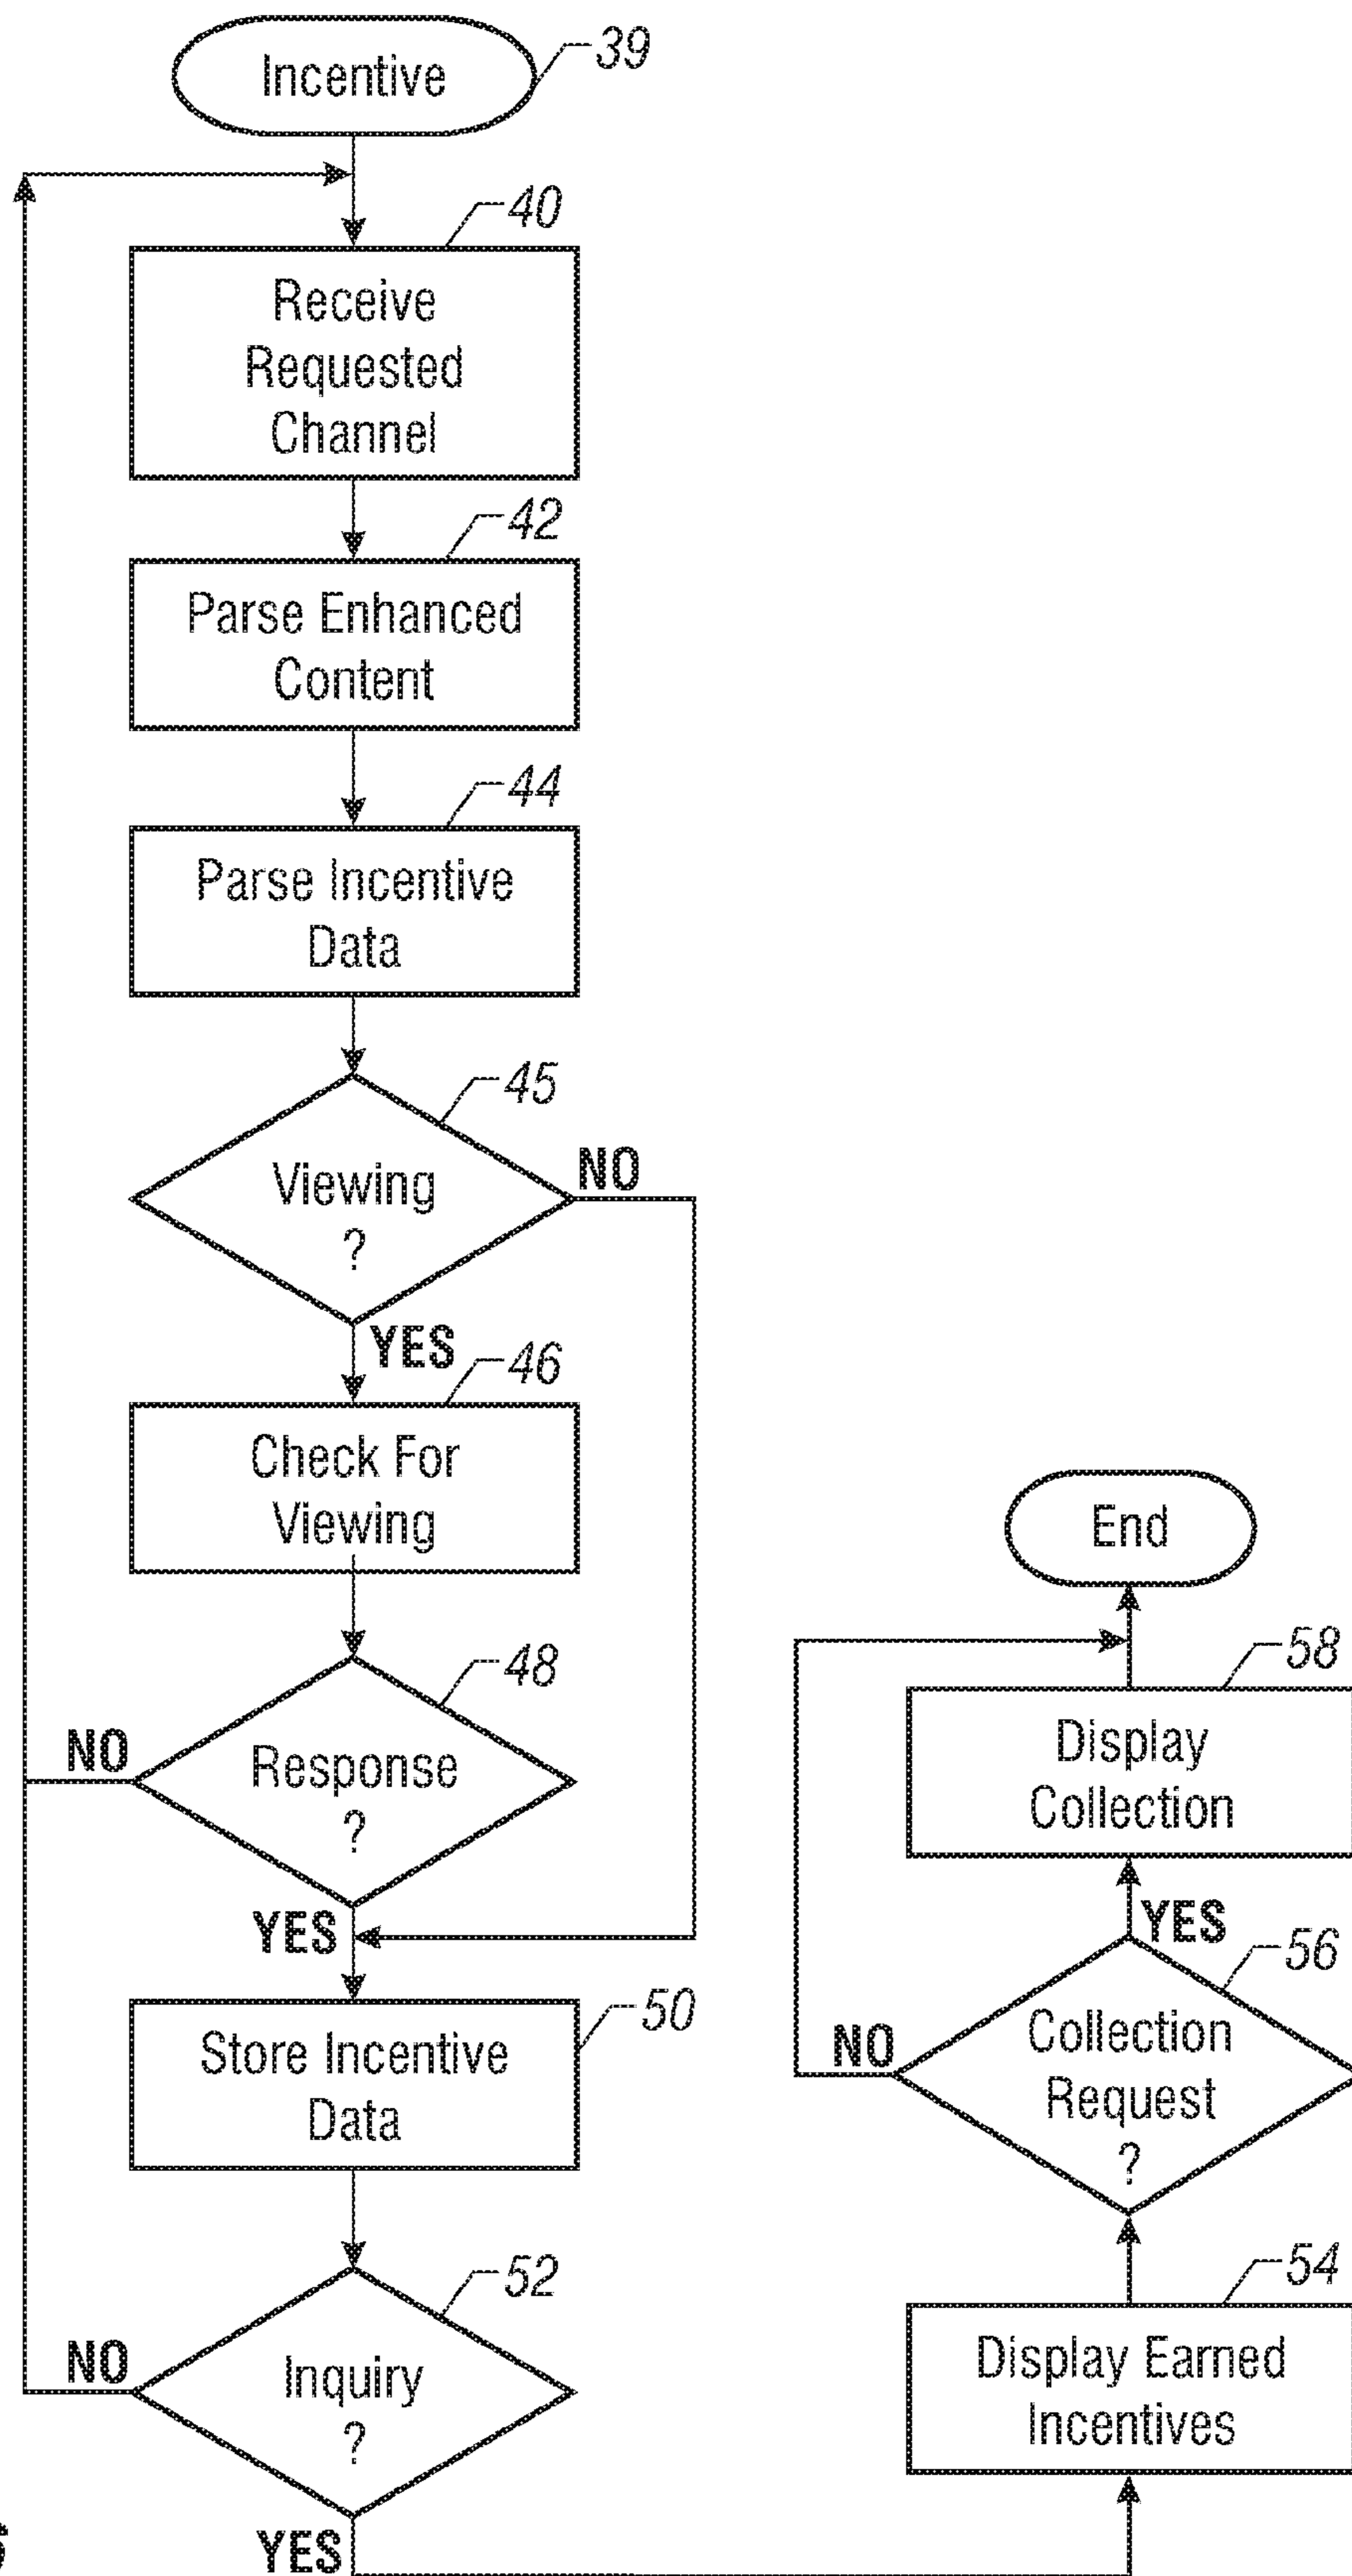 Incentive
39
40
Receive
Requested
Channel
42
Parse Enhanced
Content
44
Parse Incentive
Data
45
Viewing
?
NO
YES
46
Check For
Viewing
48
Response
?
NO
YES
50
Store Incentive
Data
52
Inquiry
?
NO
YES
54
Display Earned
Incentives
56
Collection
Request
?
NO
YES
58
Display
Collection
End